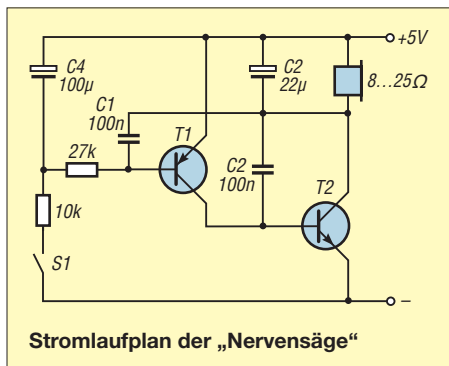 +5V
C4
100µ
C2
22µ
8...25Ω
C1
100n
T1
27k
C2
100n
T2
10k
S1
–
Stromlaufplan der „Nervensäge“